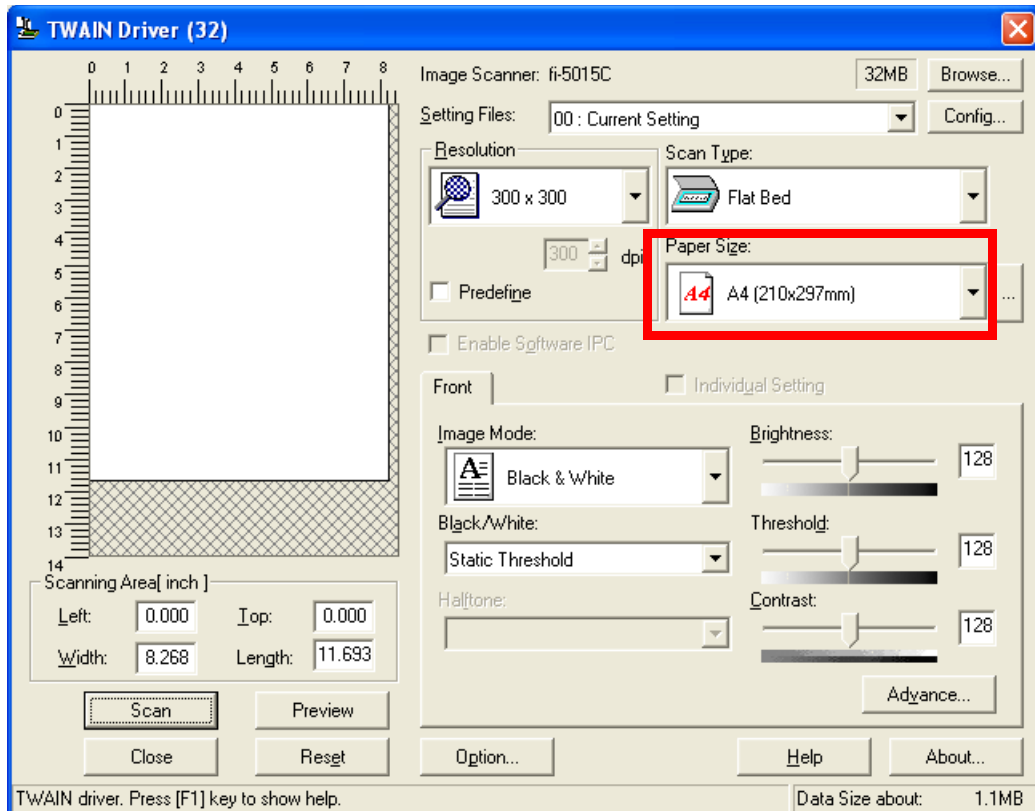 TWAIN Driver (32)
0 1 2 3 4 5 6 7 8
0
1
2
3
4
5
6
7
8
9
10
11
12
13
14
Image Scanner: fi-5015C
32MB
Browse...
Setting Files:
00 : Current Setting
Config...
Resolution
300 x 300
300 dpi
Predefine
Scan Type:
Flat Bed
Paper Size:
A4 A4 (210x297mm)
...
Enable Software IPC
Front
Individual Setting
Image Mode:
A Black & White
Black/White:
Static Threshold
Halftone:
Brightness:
128
Threshold:
128
Contrast:
128
Advance...
Scanning Area[ inch ]
Left: 0.000 Top: 0.000
Width: 8.268 Length: 11.693
Scan Preview
Close Reset
Option... Help About...
TWAIN driver. Press [F1] key to show help. Data Size about: 1.1MB